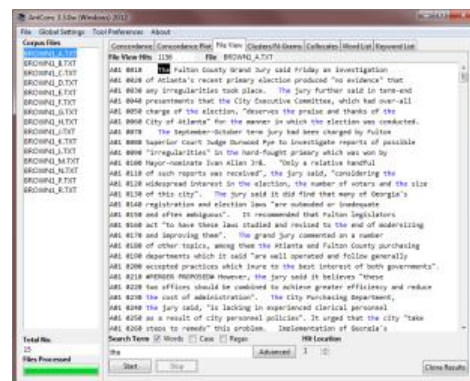 AntConc 3.3.0w (Windows) 2012
File Global Settings Tool Preferences About
Corpus Files
BROWN1_A.TXT
BROWN1_B.TXT
BROWN1_C.TXT
BROWN1_D.TXT
BROWN1_E.TXT
BROWN1_F.TXT
BROWN1_G.TXT
BROWN1_H.TXT
BROWN1_J.TXT
BROWN1_K.TXT
BROWN1_L.TXT
BROWN1_M.TXT
BROWN1_N.TXT
BROWN1_P.TXT
BROWN1_R.TXT
Concordance Concordance Plot File View Clusters/N-Grams Collocates Word List Keyword List
File View Hits 1136 File BROWN1_A.TXT
A01 0010 The Fulton County Grand Jury said Friday an investigation
A01 0020 of Atlanta's recent primary election produced "no evidence" that
A01 0030 any irregularities took place. The jury further said in term-end
A01 0040 presentments that the City Executive Committee, which had over-all
A01 0050 charge of the election, "deserves the praise and thanks of the
A01 0060 City of Atlanta" for the manner in which the election was conducted.
A01 0070 The September-October term jury had been charged by Fulton
A01 0080 Superior Court Judge Durwood Pye to investigate reports of possible
A01 0090 "irregularities" in the hard-fought primary which was won by
A01 0100 Mayor-nominate Ivan Allen Jr&. "Only a relative handful
A01 0110 of such reports was received", the jury said, "considering the
A01 0120 widespread interest in the election, the number of voters and the size
A01 0130 of this city". The jury said it did find that many of Georgia's
A01 0140 registration and election laws "are outmoded or inadequate
A01 0150 and often ambiguous". It recommended that Fulton legislators
A01 0160 act "to have these laws studied and revised to the end of modernizing
A01 0170 and improving them". The grand jury commented on a number
A01 0180 of other topics, among them the Atlanta and Fulton County purchasing
A01 0190 departments which it said "are well operated and follow generally
A01 0200 accepted practices which inure to the best interest of both governments".
A01 0210 #MERGER PROPOSED# However, the jury said it believes "these
A01 0220 two offices should be combined to achieve greater efficiency and reduce
A01 0230 the cost of administration". The City Purchasing Department,
A01 0240 the jury said, "is lacking in experienced clerical personnel
A01 0250 as a result of city personnel policies". It urged that the city "take
A01 0260 steps to remedy" this problem. Implementation of Georgia's
Search Term Words Case Regex Hit Location
the Advanced 1
Start Stop Clone Results
Total No.
15
Files Processed